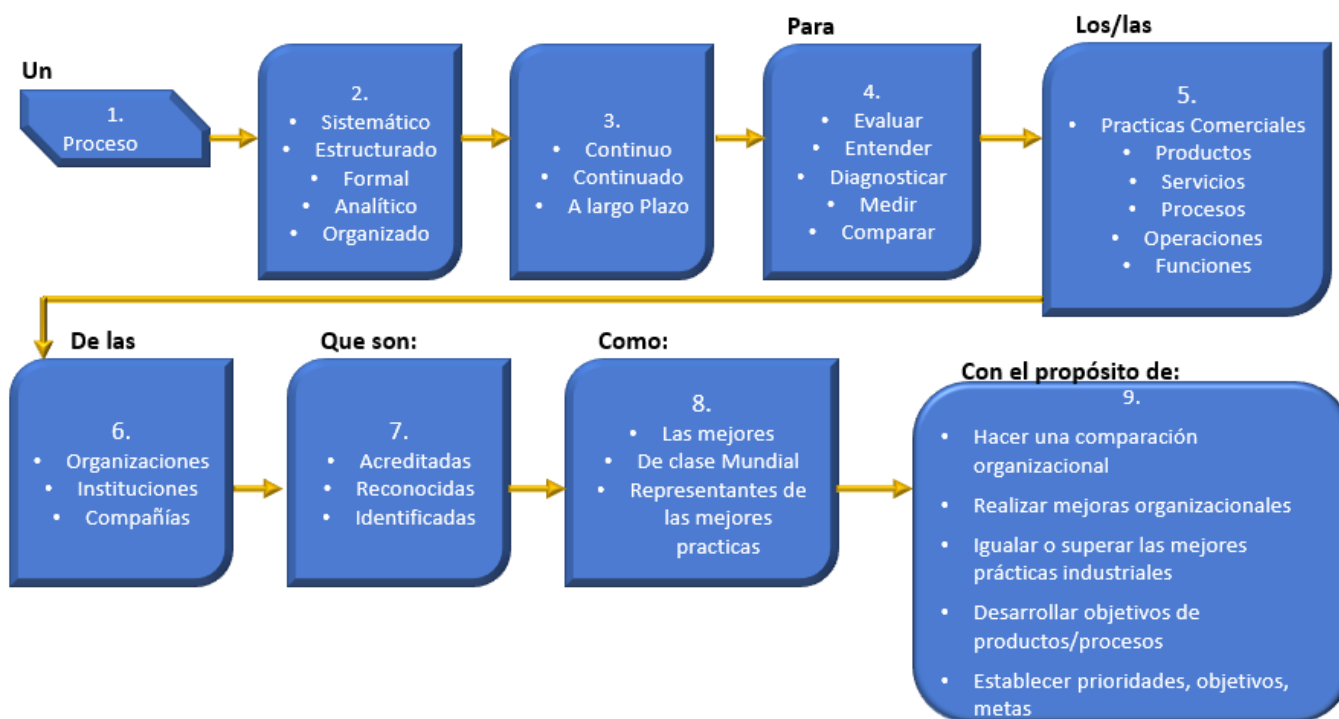 Un
1.
Proceso
2.
• Sistemático
• Estructurado
• Formal
• Analítico
• Organizado
3.
• Continuo
• Continuado
• A largo Plazo
Para
4.
• Evaluar
• Entender
• Diagnosticar
• Medir
• Comparar
Los/las
5.
• Practicas Comerciales
• Productos
• Servicios
• Procesos
• Operaciones
• Funciones
De las
6.
• Organizaciones
• Instituciones
• Compañías
Que son:
7.
• Acreditadas
• Reconocidas
• Identificadas
Como:
8.
• Las mejores
• De clase Mundial
• Representantes de
las mejores
practicas
Con el propósito de:
9.
• Hacer una comparación
organizacional
• Realizar mejoras organizacionales
• Igualar o superar las mejores
prácticas industriales
• Desarrollar objetivos de
productos/procesos
• Establecer prioridades, objetivos,
metas